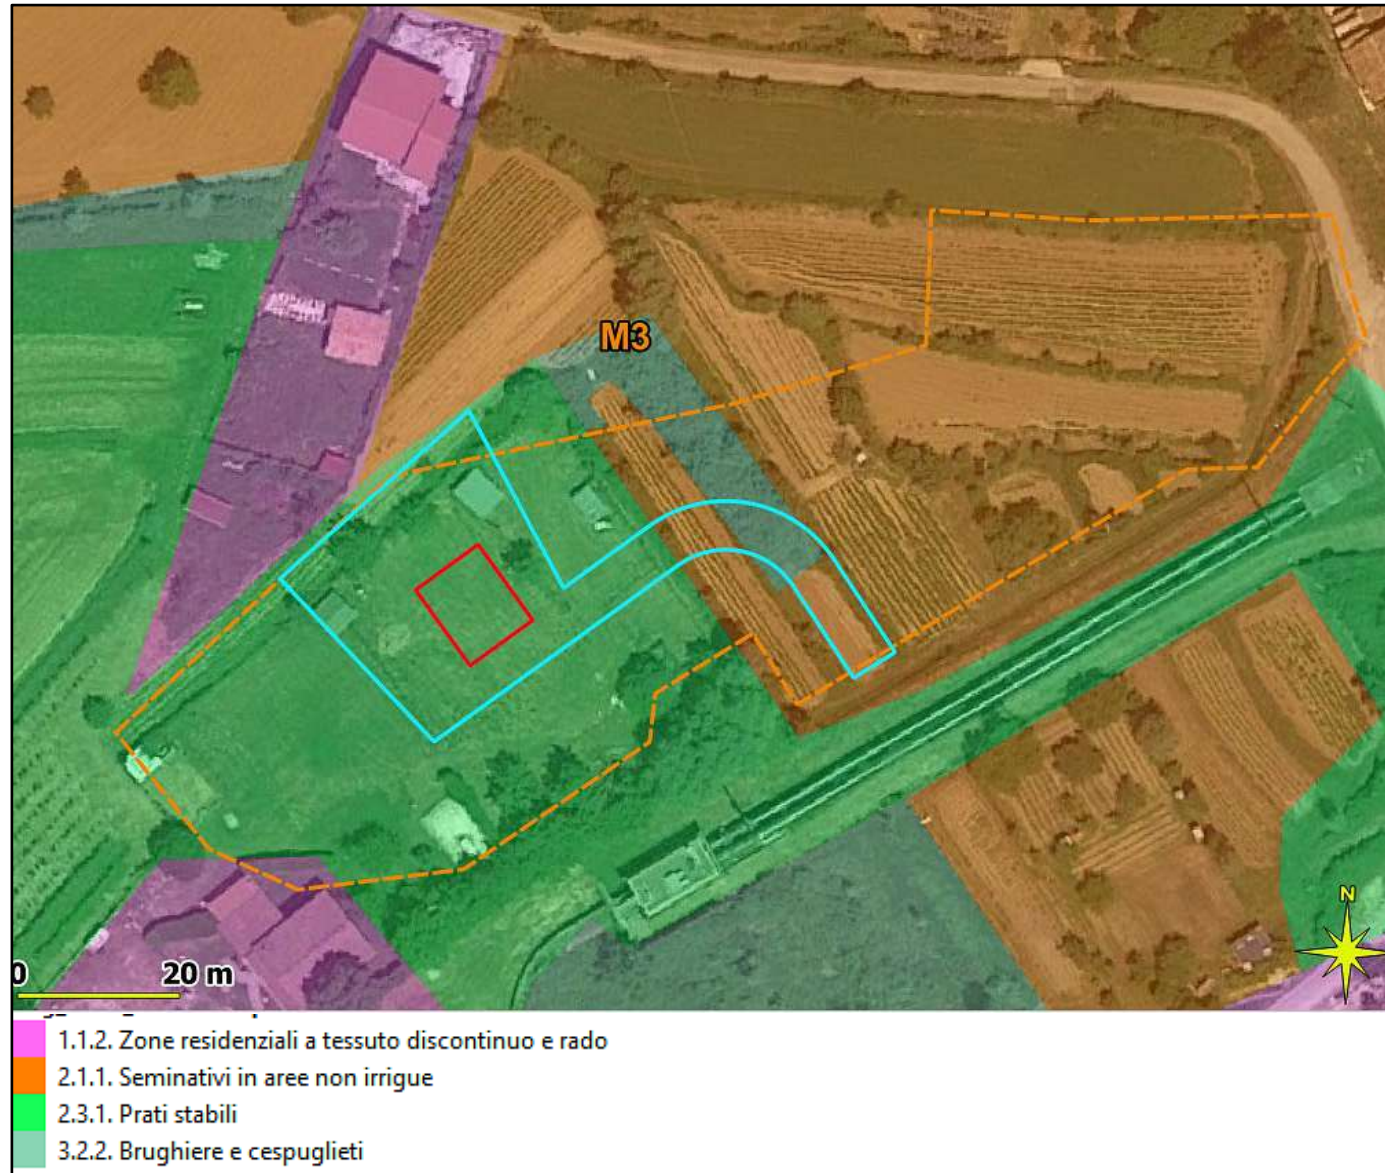 M3
N
0 20 m
1.1.2. Zone residenziali a tessuto discontinuo e rado
2.1.1. Seminativi in aree non irrigue
2.3.1. Prati stabili
3.2.2. Brughiere e cespuglieti